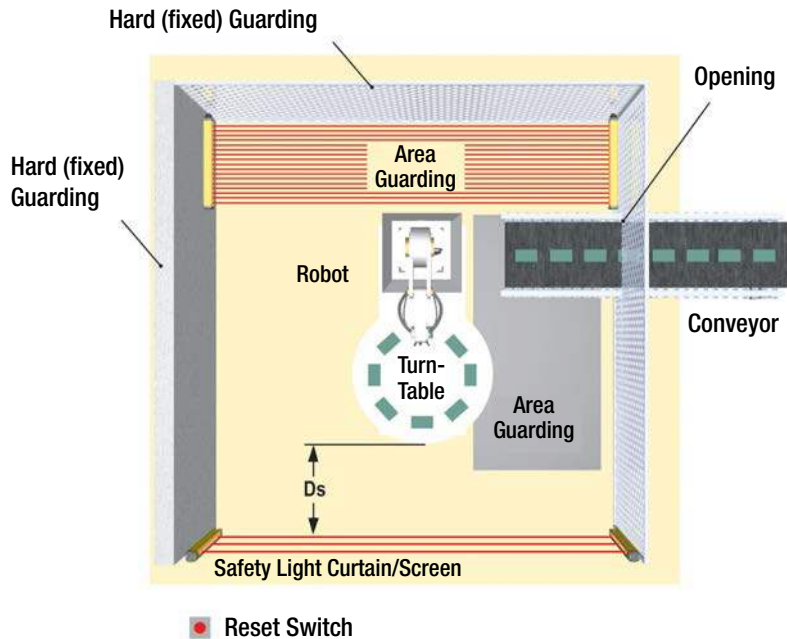 Hard (fixed) Guarding
Opening
Hard (fixed)
Guarding
Area
Guarding
Robot
Conveyor
Turn-
Table
Area
Guarding
Ds
Safety Light Curtain/Screen
Reset Switch